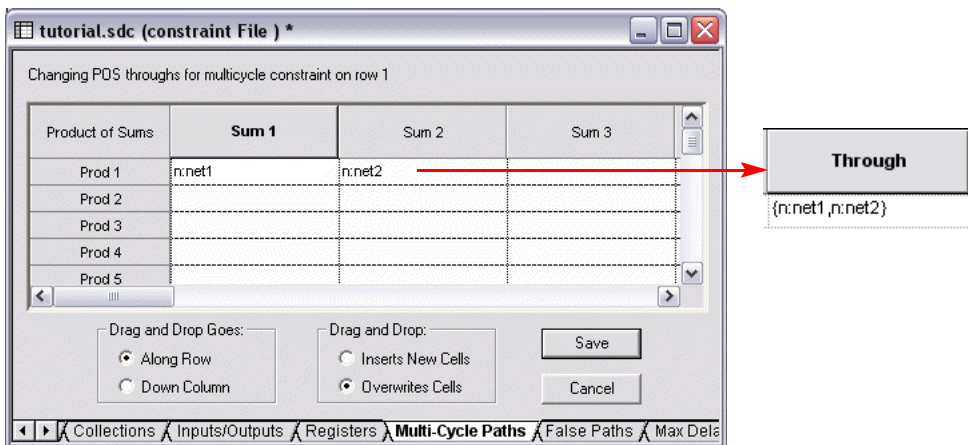 tutorial.sdc (constraint File ) *
Changing POS throughs for multicycle constraint on row 1
Product of Sums Sum 1 Sum 2 Sum 3
Prod 1 n:net1 n:net2
Prod 2
Prod 3
Prod 4
Prod 5
Through
{n:net1,n:net2}
Drag and Drop Goes: Drag and Drop:
Along Row Inserts New Cells Save
Down Column Overwrites Cells Cancel
Collections Inputs/Outputs Registers Multi-Cycle Paths False Paths Max Dela